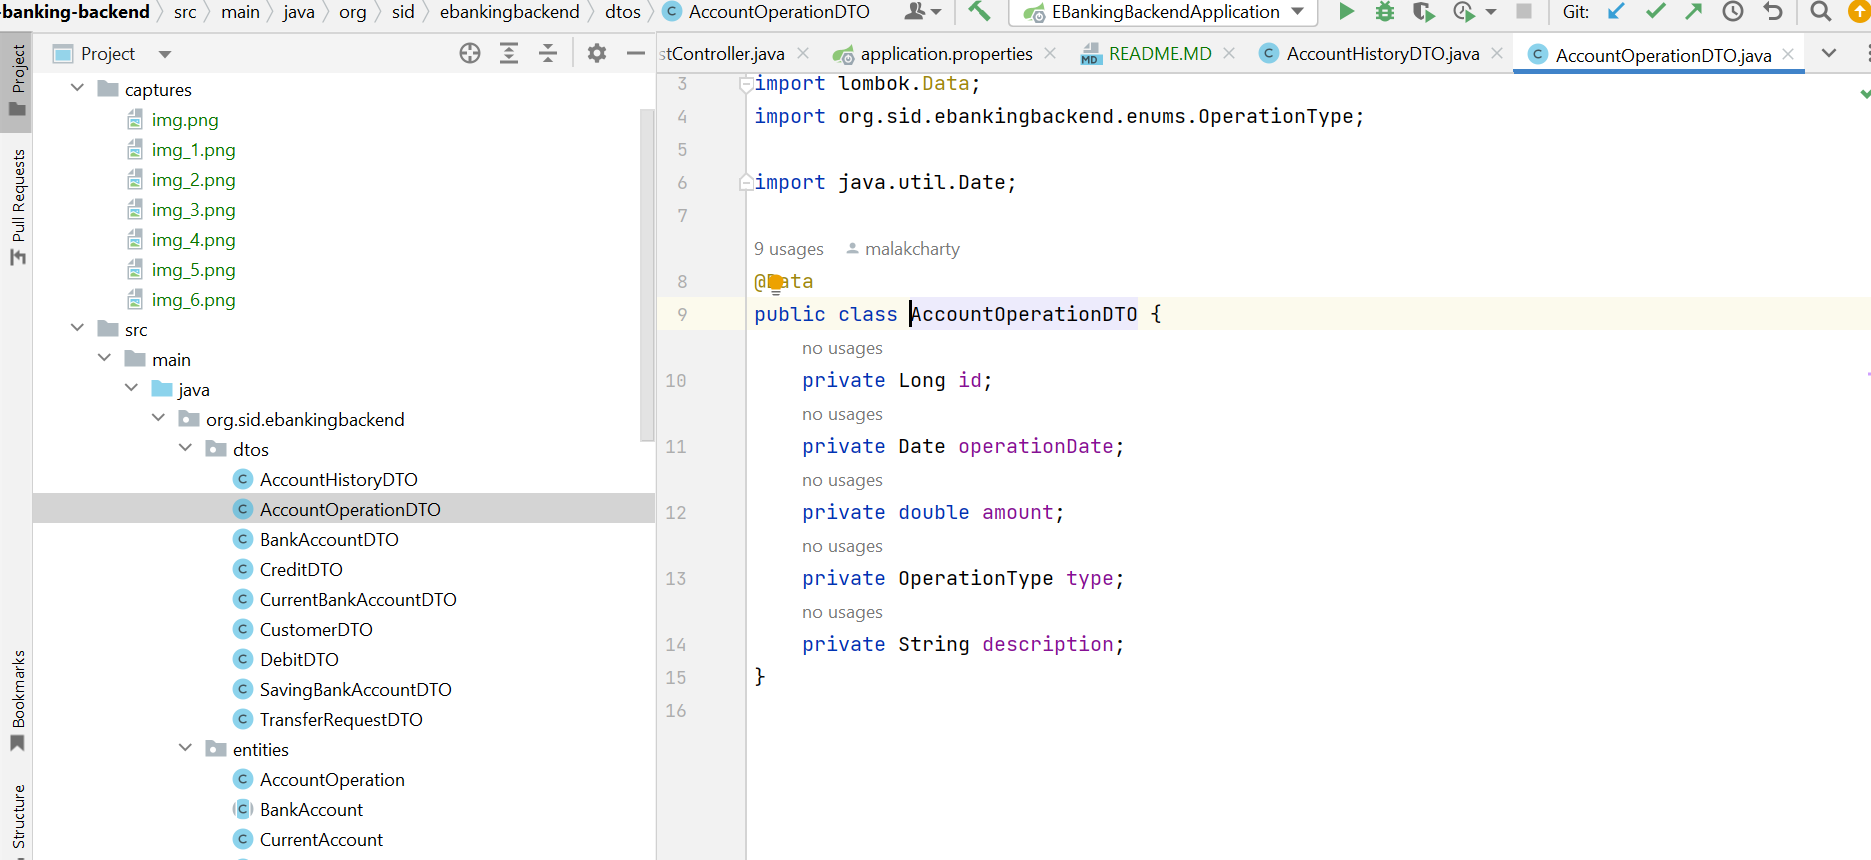 -banking-backend src main java org sid ebankingbackend dtos AccountOperationDTO EBankingBackendApplication Git:
Project
stController.java application.properties README.MD AccountHistoryDTO.java AccountOperationDTO.java
Project
Pull Requests
Bookmarks
Structure
captures
img.png
img_1.png
img_2.png
img_3.png
img_4.png
img_5.png
img_6.png
src
main
java
org.sid.ebankingbackend
dtos
AccountHistoryDTO
AccountOperationDTO
BankAccountDTO
CreditDTO
CurrentBankAccountDTO
CustomerDTO
DebitDTO
SavingBankAccountDTO
TransferRequestDTO
entities
AccountOperation
BankAccount
CurrentAccount
3 import lombok.Data;
4 import org.sid.ebankingbackend.enums.OperationType;
5
6 import java.util.Date;
7
9 usages malakcharty
8 @Data
9 public class AccountOperationDTO {
no usages
10 private Long id;
no usages
11 private Date operationDate;
no usages
12 private double amount;
no usages
13 private OperationType type;
no usages
14 private String description;
15 }
16